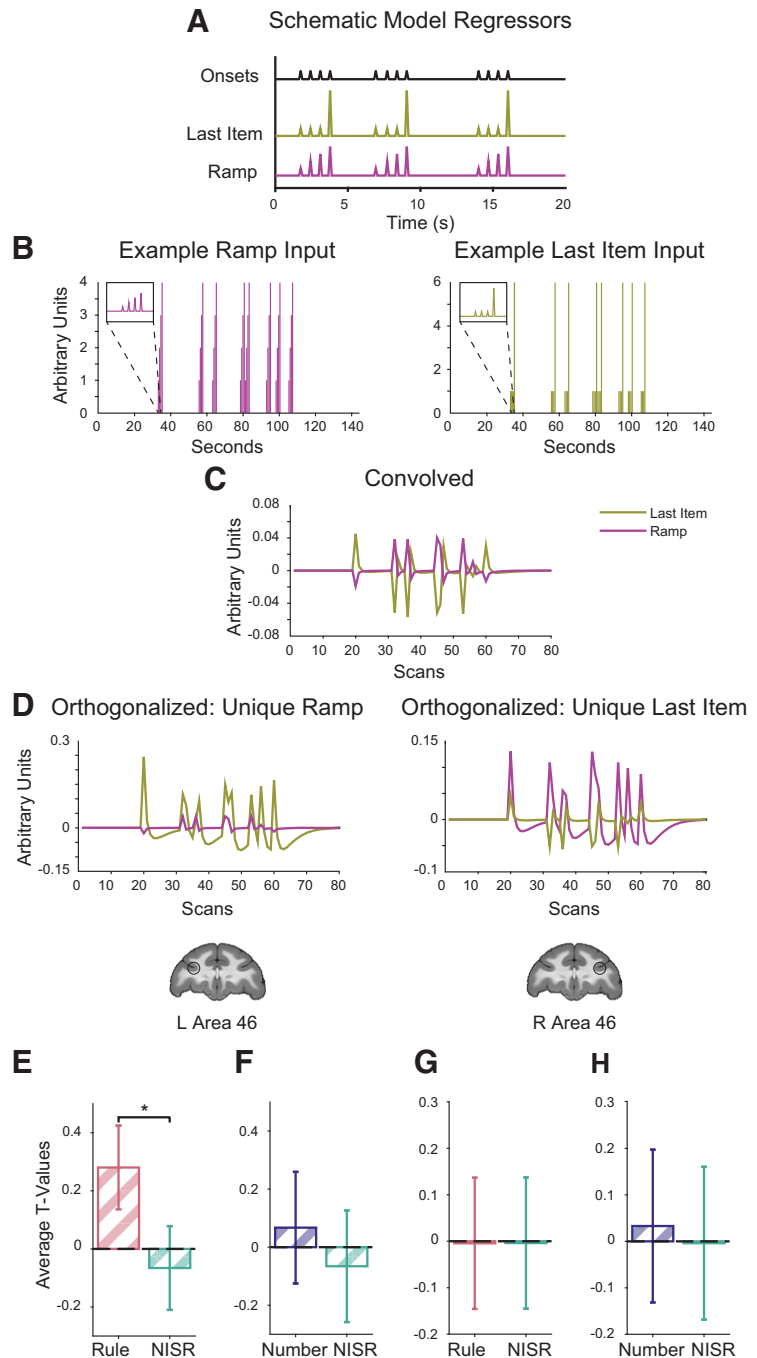 A Schematic Model Regressors
Onsets
Last Item
Ramp
0 5 10 15 20
Time (s)
B Example Ramp Input Example Last Item Input
Arbitrary Units
4
3
2
1
0
0 20 40 60 80 100 120 140
Seconds
6
4
2
0
0 20 40 60 80 100 120 140
Seconds
C Convolved
Arbitrary Units
0.08
0.04
0
-0.04
-0.08
0 10 20 30 40 50 60 70 80
Scans
Last Item
Ramp
D Orthogonalized: Unique Ramp Orthogonalized: Unique Last Item
Arbitrary Units
0.3
0
-0.15
0 10 20 30 40 50 60 70 80
Scans
0.15
0
-0.1
0 10 20 30 40 50 60 70 80
Scans
L Area 46 R Area 46
E F G H
Average T-Values
0.4
0.2
0
-0.2
*
Rule NISR
0.4
0.2
0
-0.2
Number NISR
0.3
0.2
0.1
0
-0.1
-0.2
Rule NISR
0.3
0.2
0.1
0
-0.1
-0.2
Number NISR